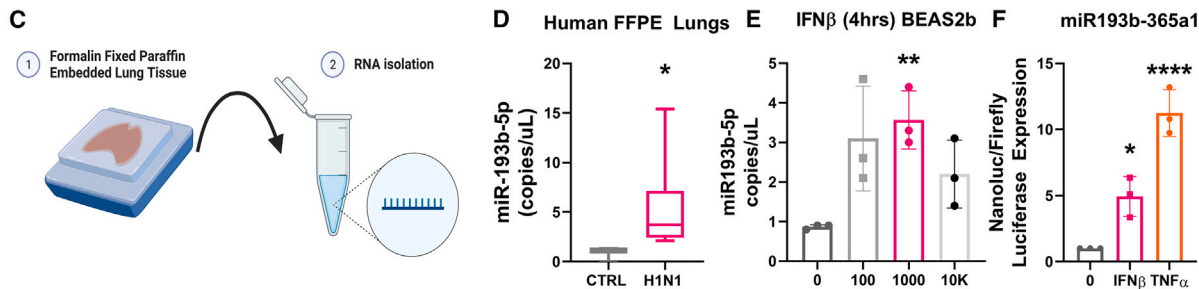 C
1 Formalin Fixed Paraffin
Embedded Lung Tissue
2 RNA isolation
D Human FFPE Lungs
miR-193b-5p
(copies/uL)
20
15
10
5
0
*
CTRL H1N1
E IFNβ (4hrs) BEAS2b
miR193b-5p
copies/uL
5
4
3
2
1
0
**
0 100 1000 10K
F miR193b-365a1
Nanoluc/Firefly
Luciferase Expression
15
10
5
0
*
****
0 IFNβ TNFα